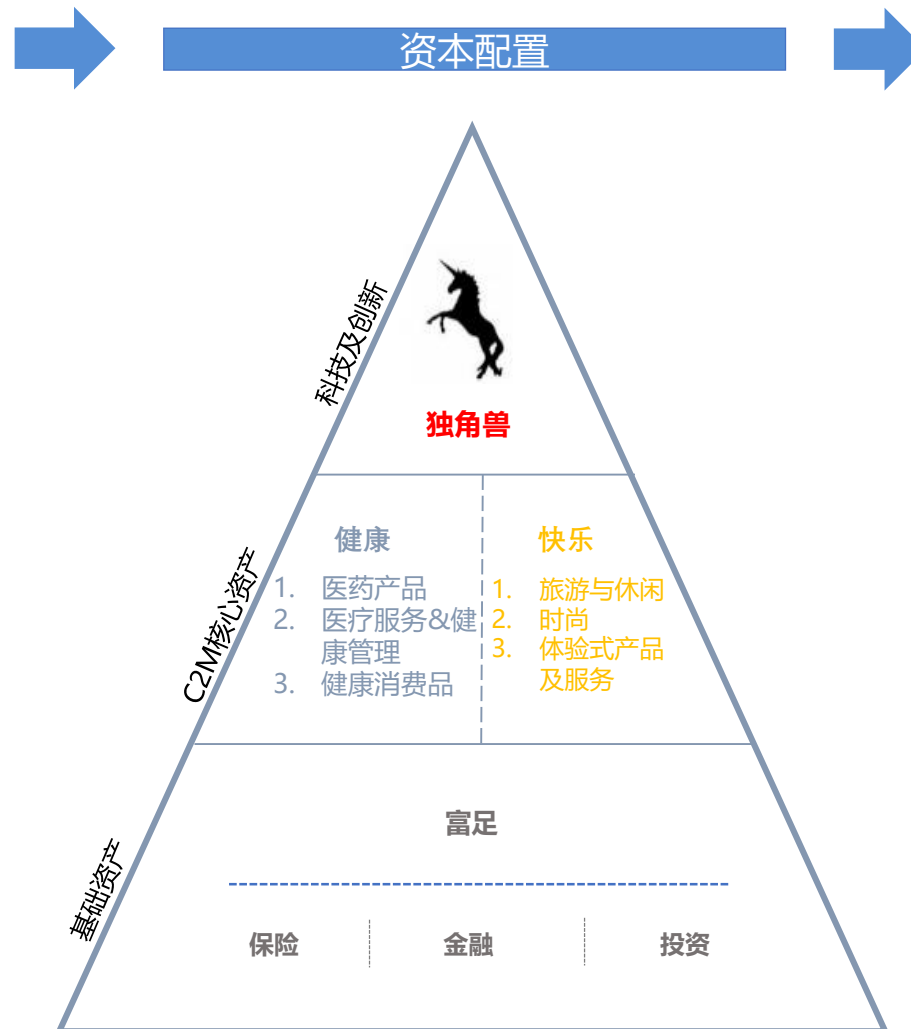 资本配置
科技及创新
独角兽
C2M核心资产
健康
1. 医药产品
2. 医疗服务&健
康管理
3. 健康消费品
快乐
1. 旅游与休闲
2. 时尚
3. 体验式产品
及服务
基础资产
富足
保险
金融
投资